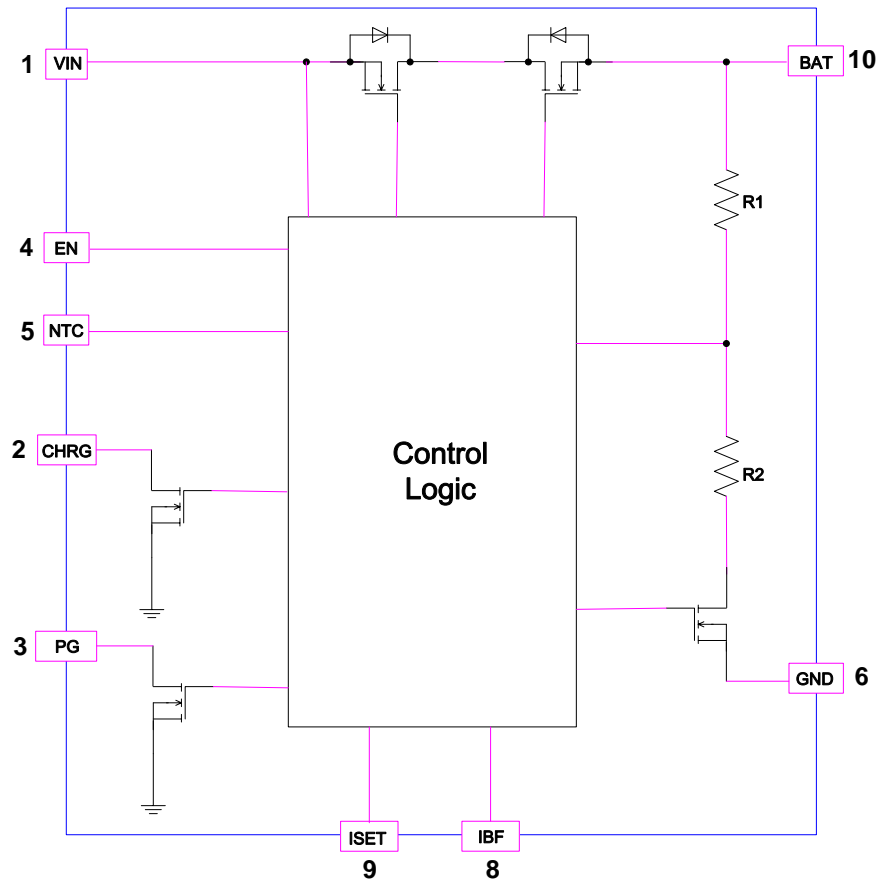 1 VIN
BAT 10
R1
4 EN
5 NTC
2 CHRG
Control
Logic
R2
3 PG
GND 6
ISET
IBF
9
8